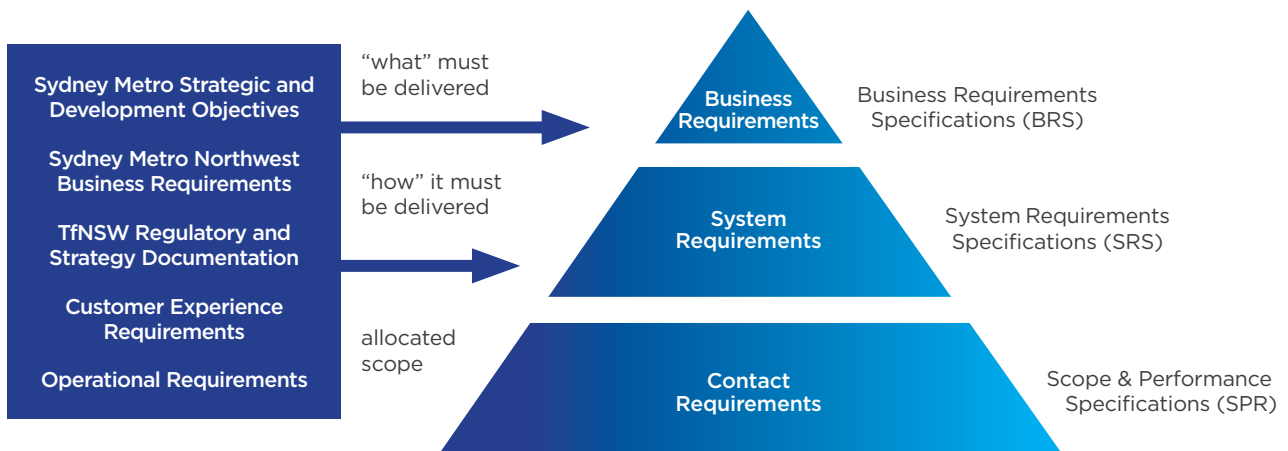 Sydney Metro Strategic and
Development Objectives
Sydney Metro Northwest
Business Requirements
TfNSW Regulatory and
Strategy Documentation
Customer Experience
Requirements
Operational Requirements
“what” must
be delivered
“how” it must
be delivered
allocated
scope
Business
Requirements
System
Requirements
Contact
Requirements
Business Requirements
Specifications (BRS)
System Requirements
Specifications (SRS)
Scope & Performance
Specifications (SPR)